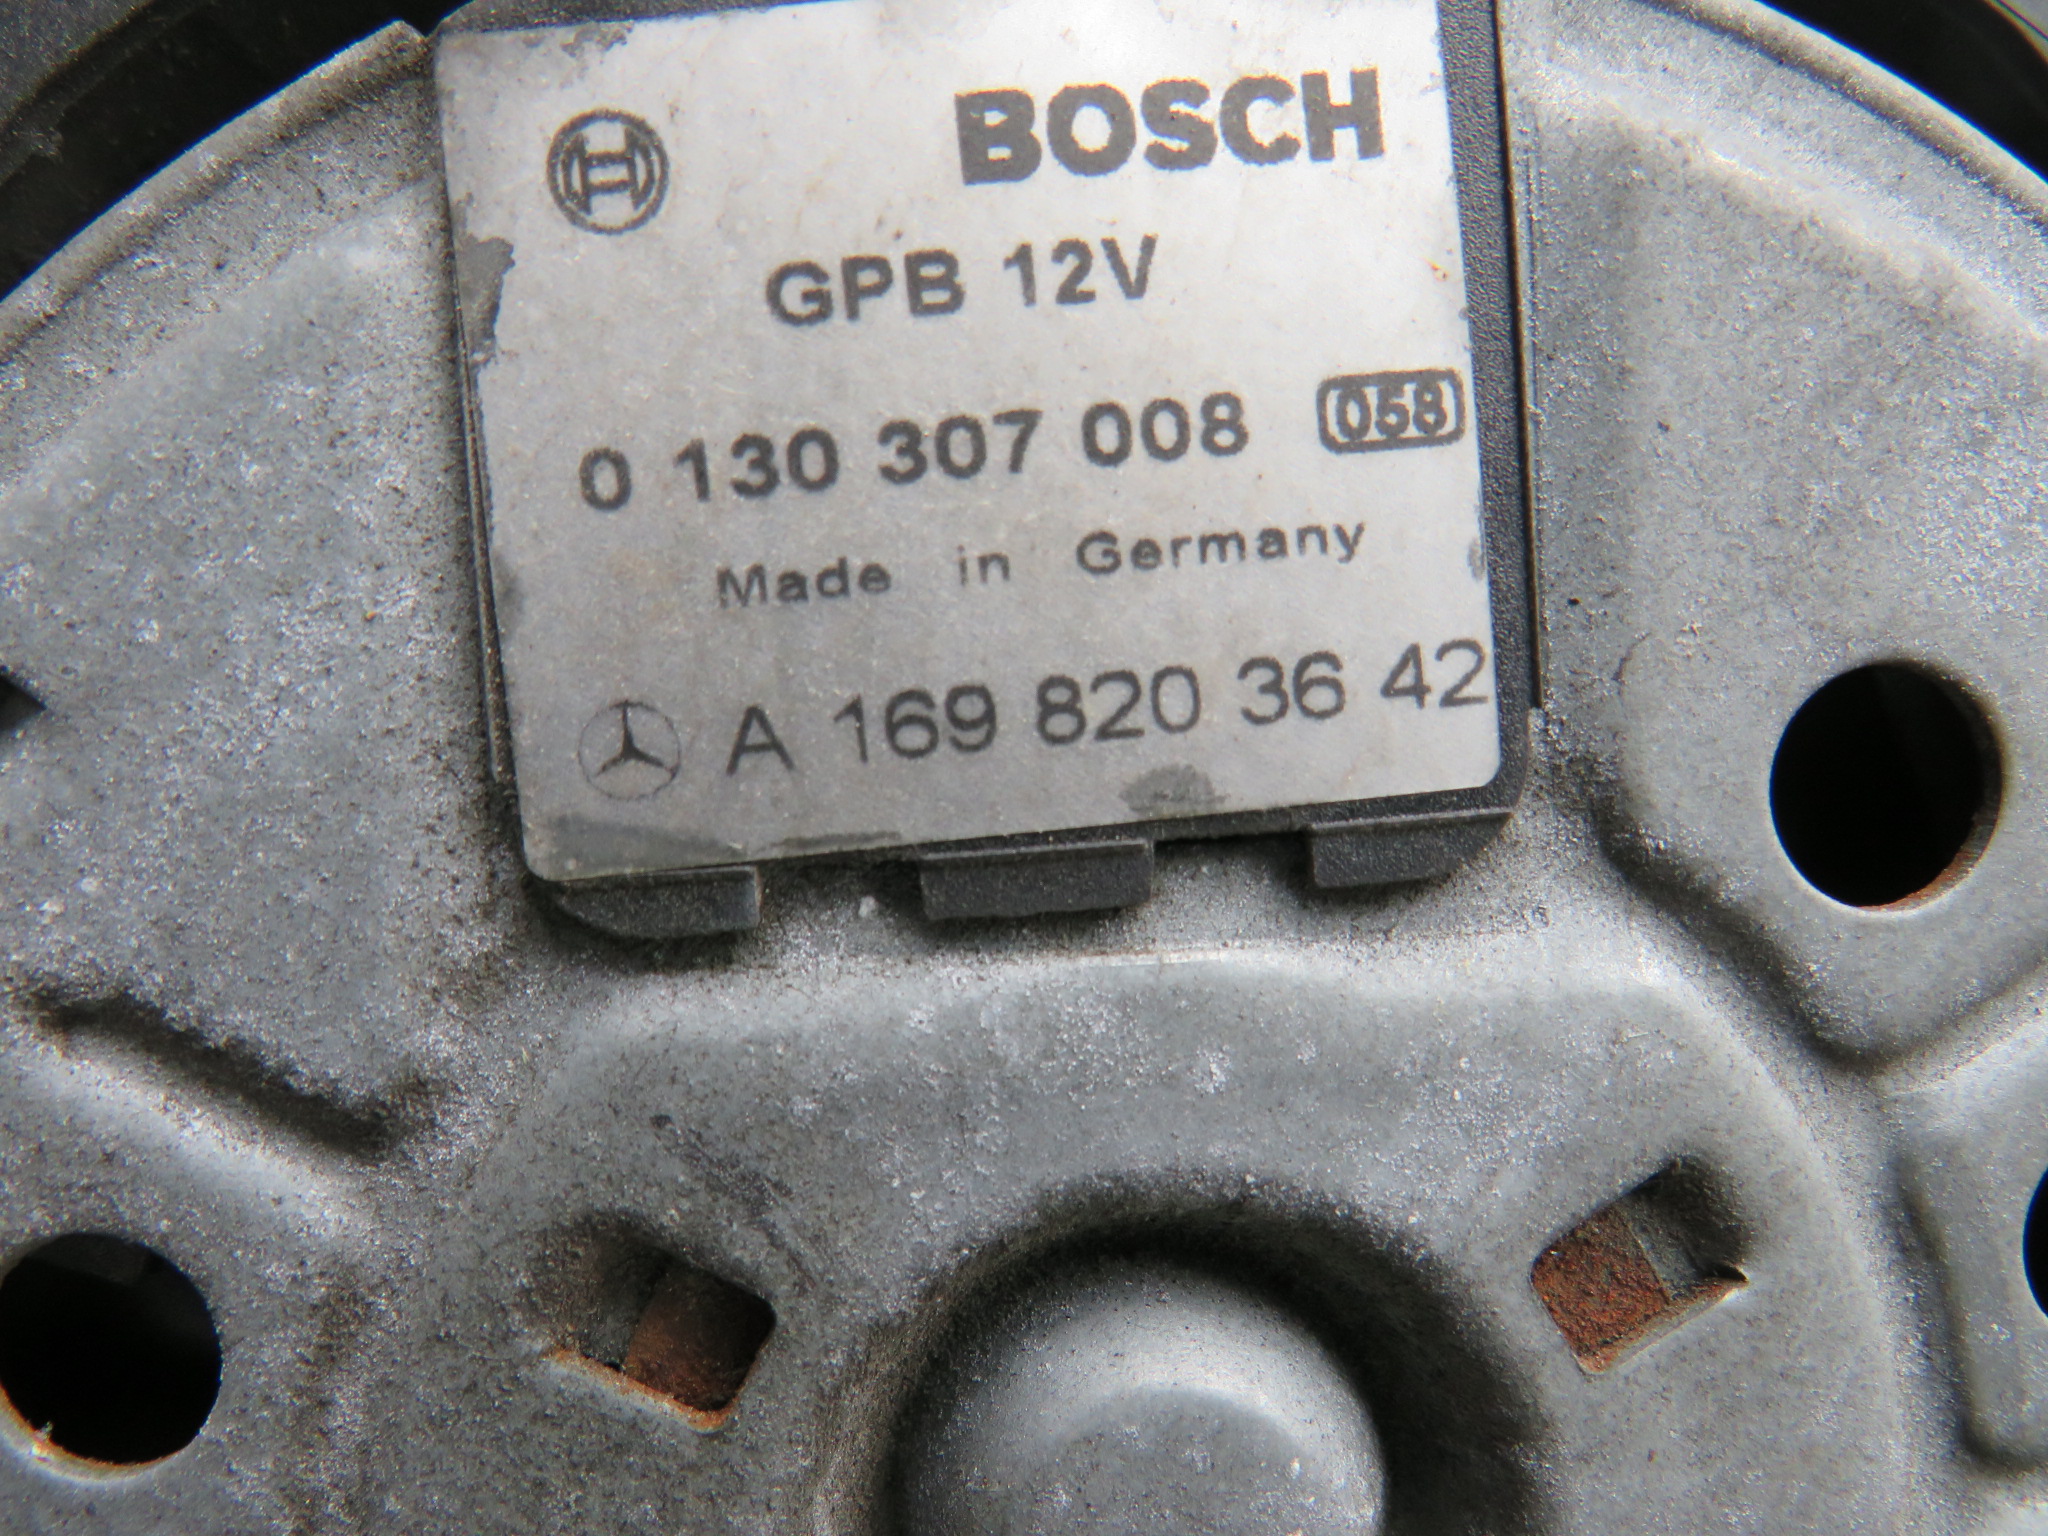 BOSCH
GPB 12V
0 130 307 008 058
Made in Germany
A 169 820 36 42